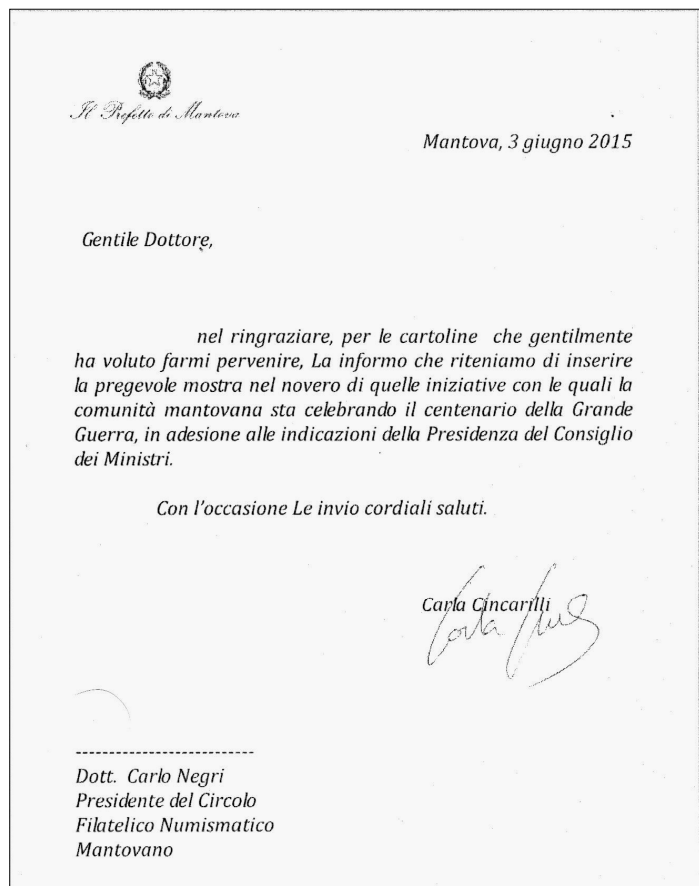 Il Prefetto di Mantova
Mantova, 3 giugno 2015
Gentile Dottore,
nel ringraziare, per le cartoline che gentilmente
ha voluto farmi pervenire, La informo che riteniamo di inserire
la pregevole mostra nel novero di quelle iniziative con le quali la
comunità mantovana sta celebrando il centenario della Grande
Guerra, in adesione alle indicazioni della Presidenza del Consiglio
dei Ministri.
Con l'occasione Le invio cordiali saluti.
Carla Cincarilli
Carla
---------------------------
Dott. Carlo Negri
Presidente del Circolo
Filatelico Numismatico
Mantovano